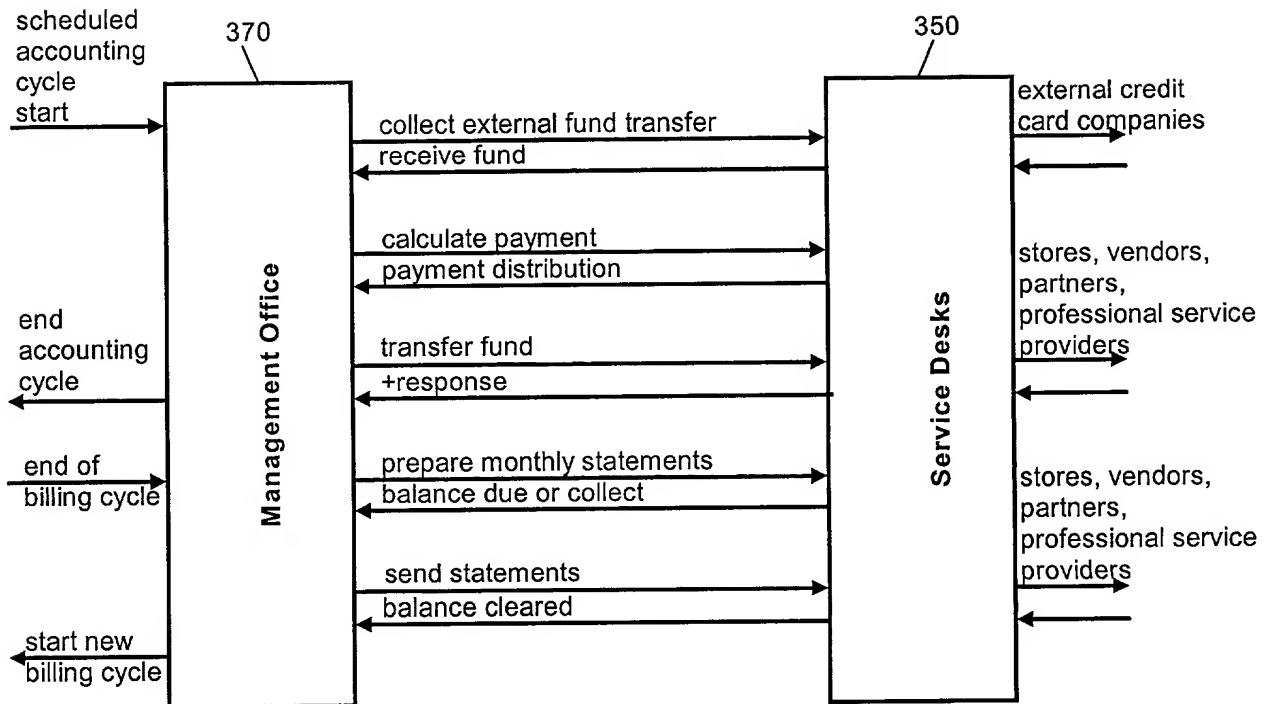 scheduled
accounting
cycle
start
370
350
collect external fund transfer
receive fund
external credit
card companies
calculate payment
payment distribution
stores, vendors,
partners,
professional service
providers
end
accounting
cycle
transfer fund
+response
Management Office
Service Desks
end of
billing cycle
prepare monthly statements
balance due or collect
stores, vendors,
partners,
professional service
providers
send statements
balance cleared
start new
billing cycle